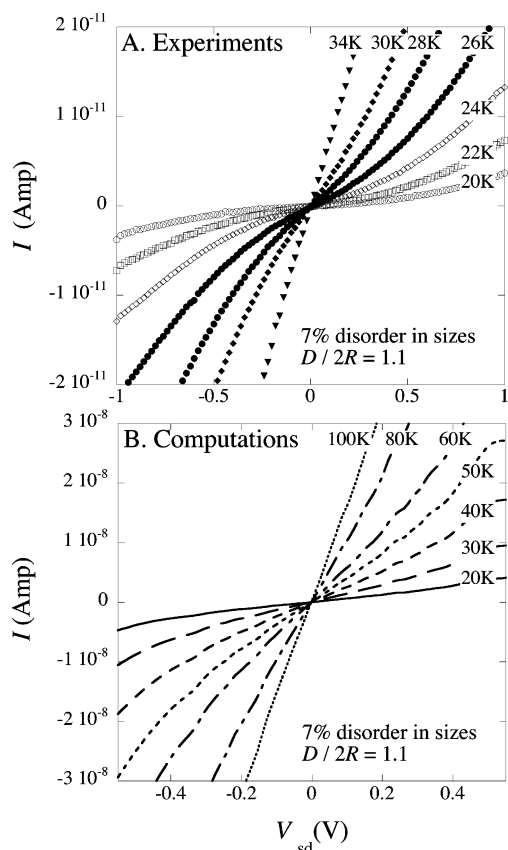 A. Experiments
34K 30K 28K 26K
24K
22K
20K
2 10⁻¹¹
1 10⁻¹¹
0
-1 10⁻¹¹
-2 10⁻¹¹
I (Amp)
7% disorder in sizes
D / 2R = 1.1
-1 -0.5 0 0.5 1
B. Computations
100K 80K 60K
50K
40K
30K
20K
3 10⁻⁸
2 10⁻⁸
1 10⁻⁸
0
-1 10⁻⁸
-2 10⁻⁸
-3 10⁻⁸
I (Amp)
7% disorder in sizes
D / 2R = 1.1
-0.4 -0.2 0 0.2 0.4
V sd (V)